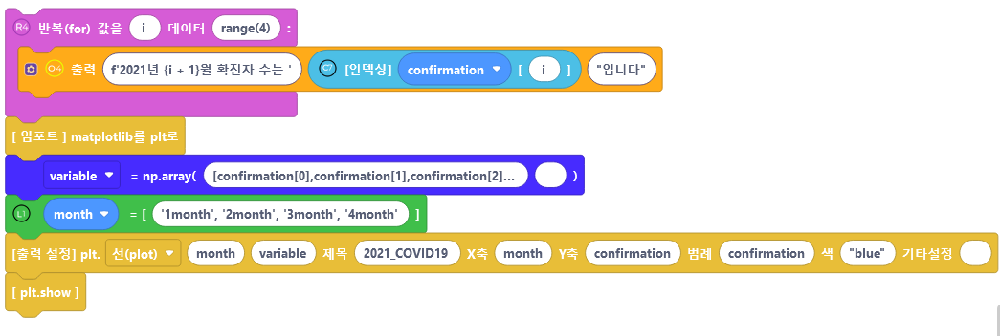 R4 반복(for) 값을 i 데이터 range(4) :
O4 출력 f'2021년 {i + 1}월 확진자 수는 ' C7 [인덱싱] confirmation [ i ] "입니다"
[ 임포트 ] matplotlib를 plt로
variable = np.array( [confirmation[0],confirmation[1],confirmation[2]... )
L1 month = [ '1month', '2month', '3month', '4month' ]
[출력 설정] plt. 선(plot) month variable 제목 2021_COVID19 X축 month Y축 confirmation 범례 confirmation 색 "blue" 기타설정
[ plt.show ]